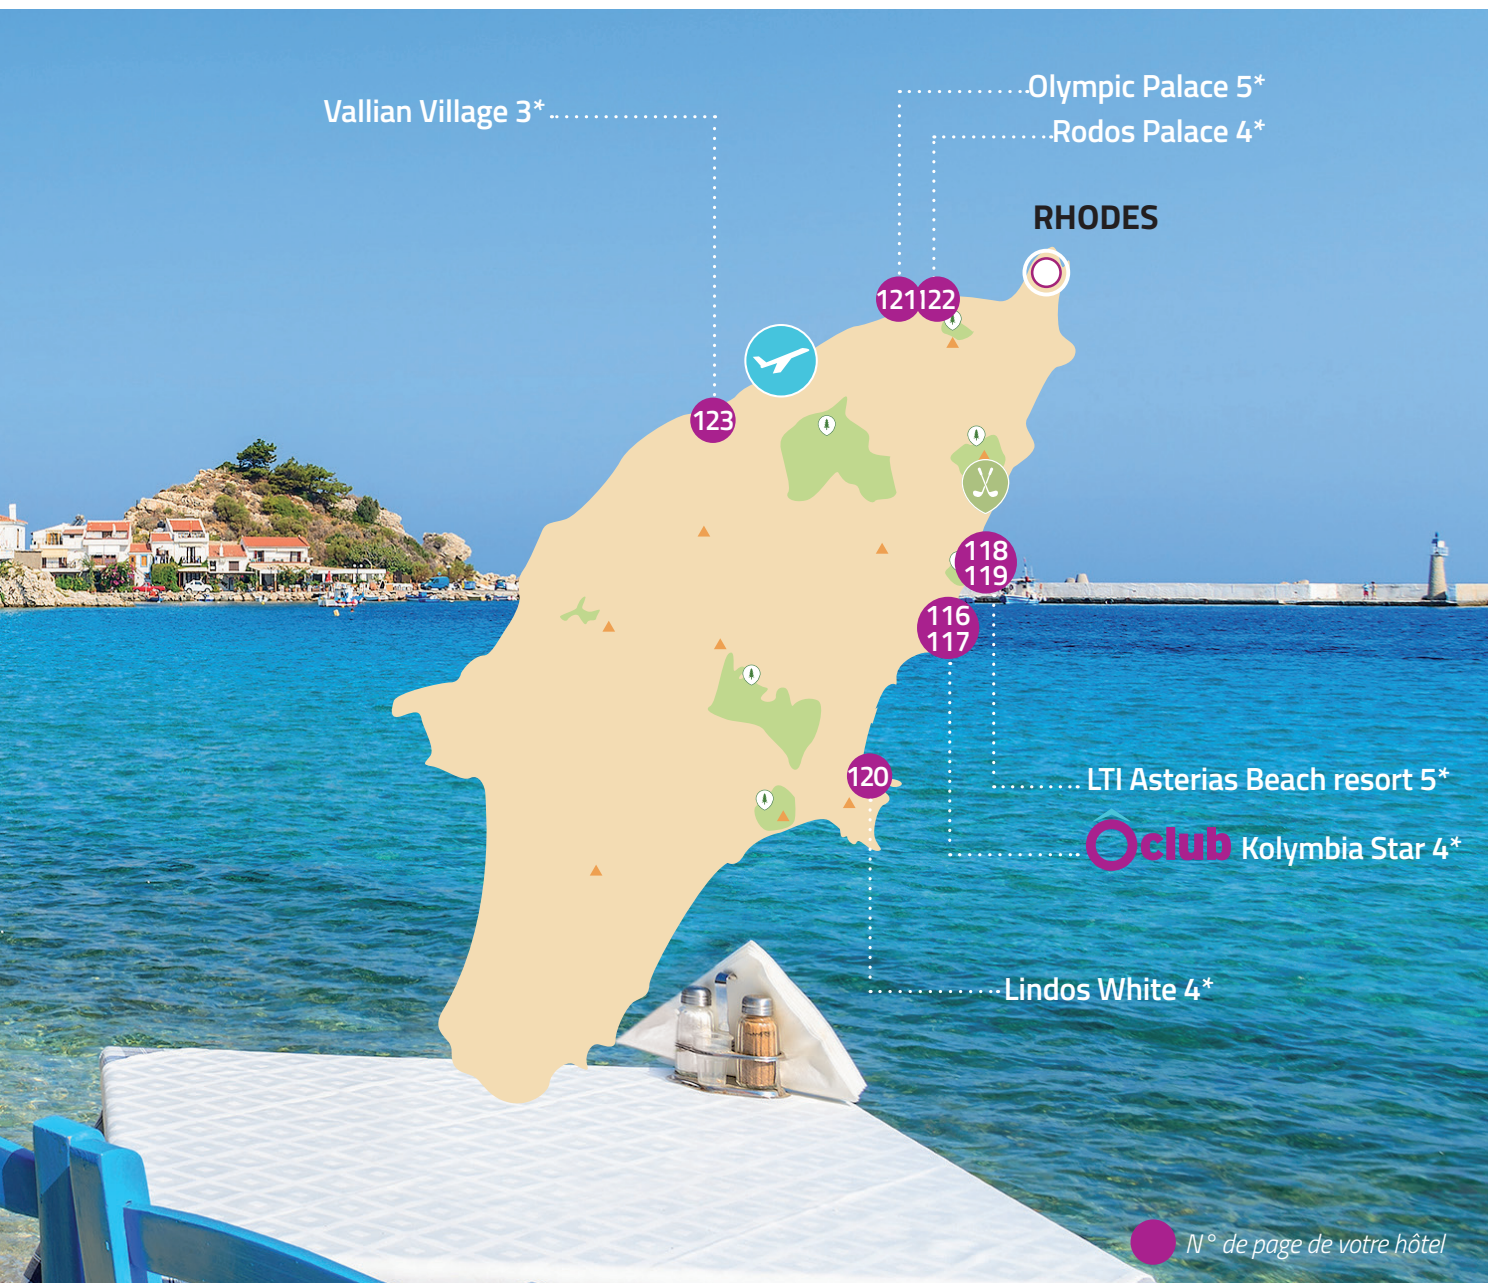 Olympic Palace 5*
Vallian Village 3*
Rodos Palace 4*
RHODES
121
122
123
118
119
116
117
120
LTI Asterias Beach resort 5*
club Kolymbia Star 4*
Lindos White 4*
N° de page de votre hôtel